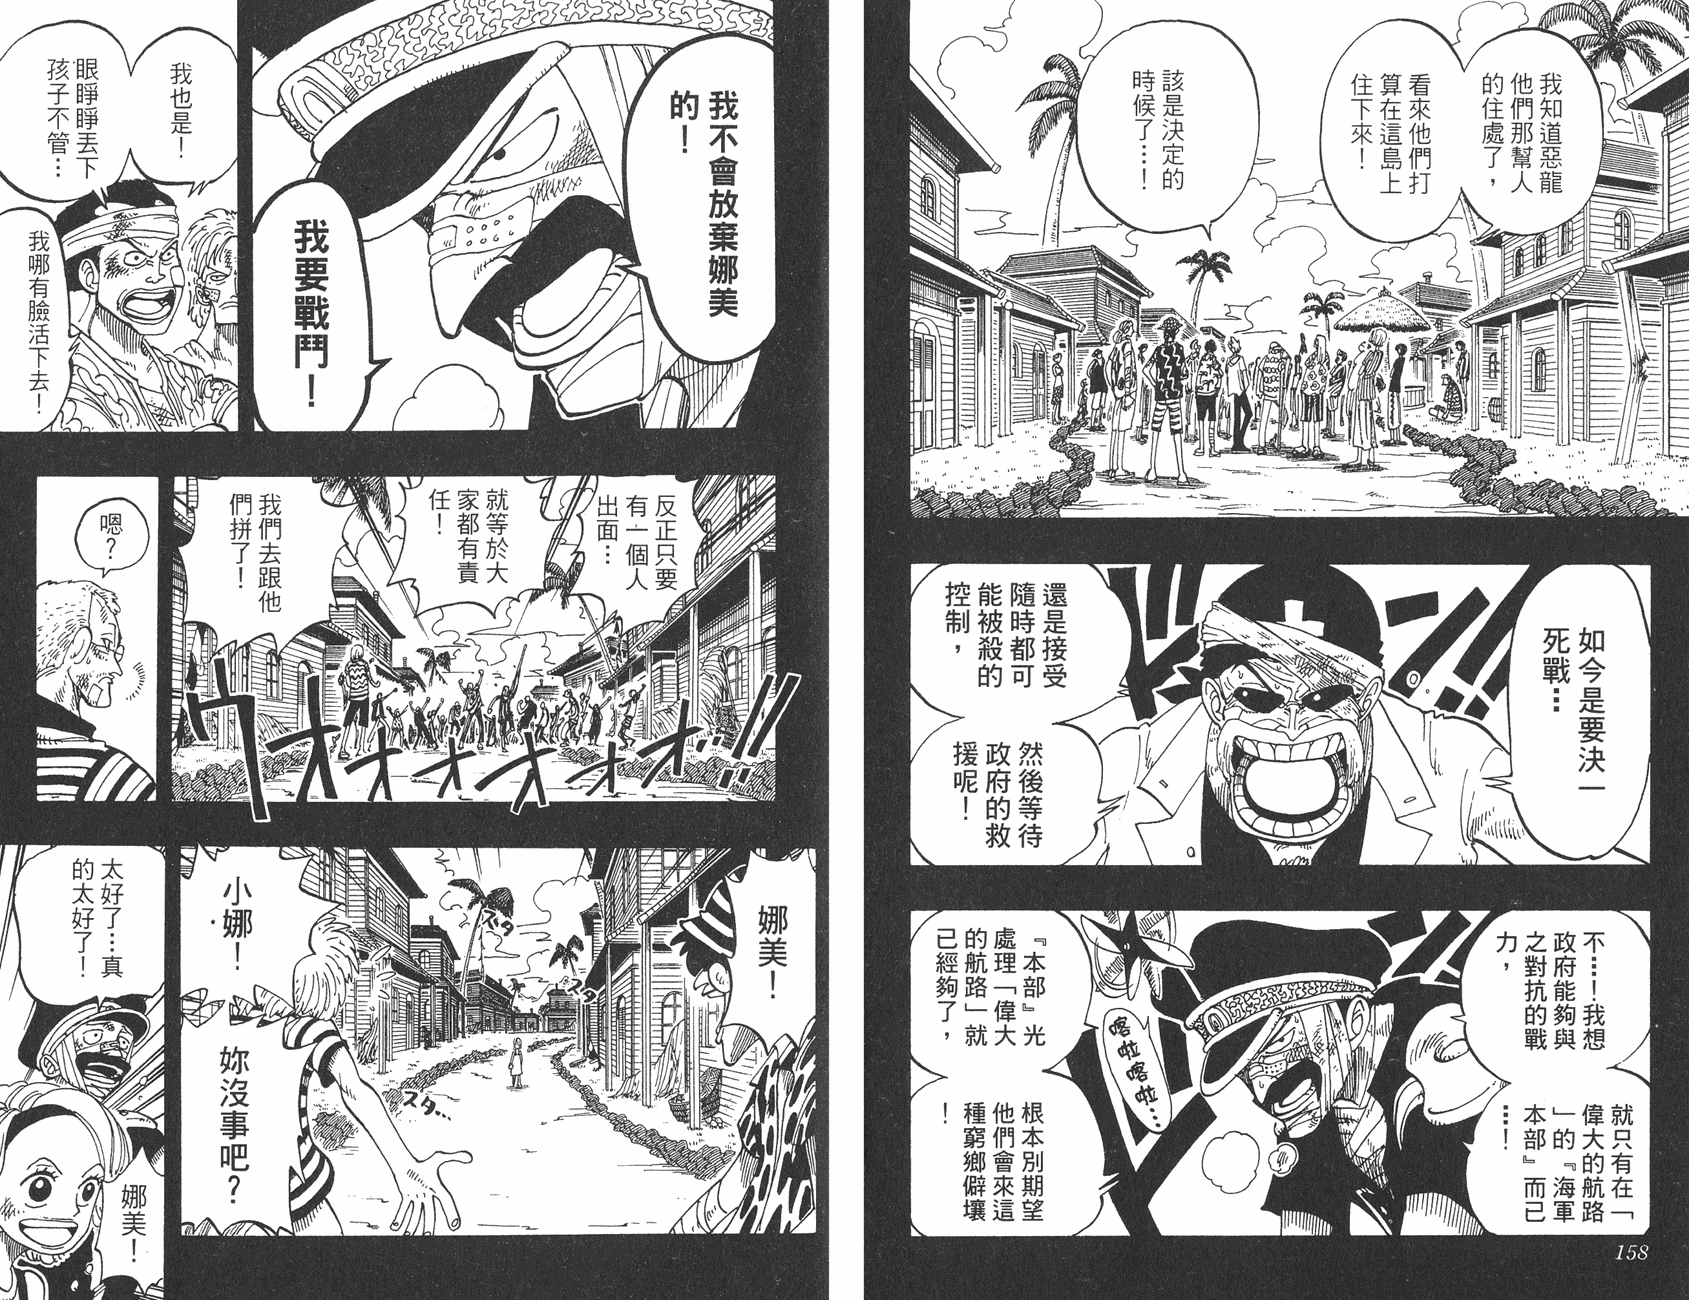 我知道惡龍
他們那幫人
的住處了，
看來他們打
算在這島上
住下來！
該是決定的
時候了…！
如今是要決一
死戰…
還是接受
隨時都可
能被殺的
控制，
然後等待
政府的救
援呢！
不…！我想
政府能夠與
之對抗的戰
力，
就只有在「
偉大的航路
」的『海軍
本部』而已
…！
喀啦喀啦…
『本部』光
處理「偉大
的航路」就
已經夠了，
根本別期望
他們會來這
種窮鄉僻壤
！
158
我不會放棄娜美
的！
我要戰鬥！
我也是！
眼睜睜丟下
孩子不管…
我哪有臉活下去！
反正只要
有一個人
出面…
就等於大
家都有責
任！
我們去跟他
們拼了！
ウオオオオオオオ!!!
嗯？
娜美！
スタ
スタ
スタ…
小娜！
妳沒事吧？
太好了…真
的太好了！
娜美！